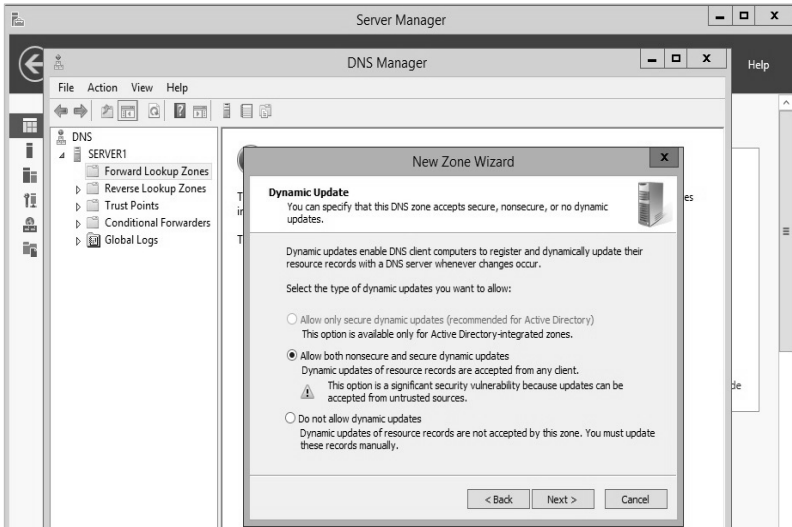 Server Manager
DNS Manager
Help
File Action View Help
DNS
SERVER1
Forward Lookup Zones
Reverse Lookup Zones
Trust Points
Conditional Forwarders
Global Logs
New Zone Wizard
X
Dynamic Update
You can specify that this DNS zone accepts secure, nonsecure, or no dynamic
updates.
Dynamic updates enable DNS client computers to register and dynamically update their
resource records with a DNS server whenever changes occur.
Select the type of dynamic updates you want to allow:
Allow only secure dynamic updates (recommended for Active Directory)
This option is available only for Active Directory-integrated zones.
Allow both nonsecure and secure dynamic updates
Dynamic updates of resource records are accepted from any client.
This option is a significant security vulnerability because updates can be
accepted from untrusted sources.
Do not allow dynamic updates
Dynamic updates of resource records are not accepted by this zone. You must update
these records manually.
< Back Next > Cancel